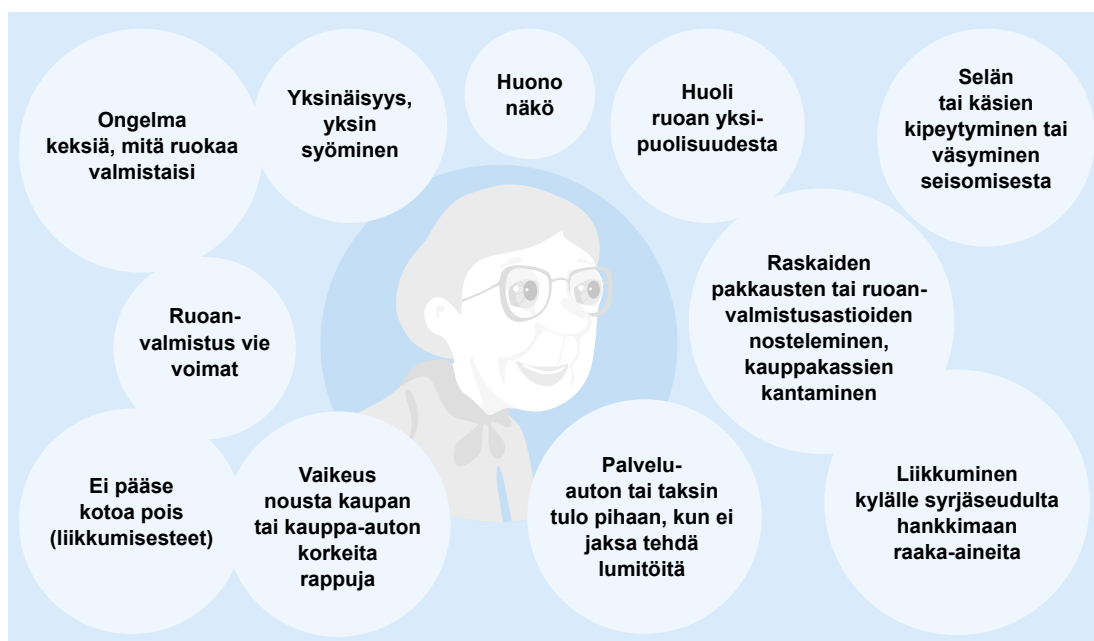 Ongelma
keksiä, mitä ruokaa
valmistaisi
Yksinäisyys,
yksin
syöminen
Huono
näkö
Huoli
ruoan yksi-
puolisuudesta
Selän
tai käsien
kipeytyminen tai
väsyminen
seisomisesta
Ruoan-
valmistus vie
voimat
Raskaiden
pakkausten tai ruoan-
valmistusastioiden
nosteleminen,
kauppakassien
kantaminen
Ei pääse
kotoa pois
(liikkumisesteet)
Vaikeus
nousta kaupan
tai kauppa-auton
korkeita
rappuja
Palvelu-
auton tai taksin
tulo pihaan, kun ei
jaksa tehdä
lumitöitä
Liikkuminen
kylälle syrjäseudulta
hankkimaan
raaka-aineita